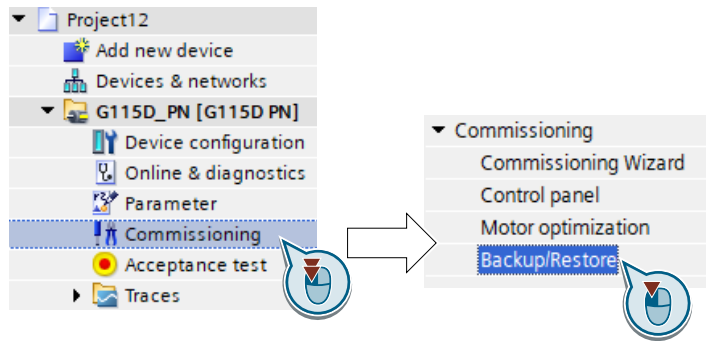 Project12
Add new device
Devices & networks
G115D_PN [G115D PN]
Device configuration
Online & diagnostics
Parameter
Commissioning
Acceptance test
Traces
Commissioning
Commissioning Wizard
Control panel
Motor optimization
Backup/Restore